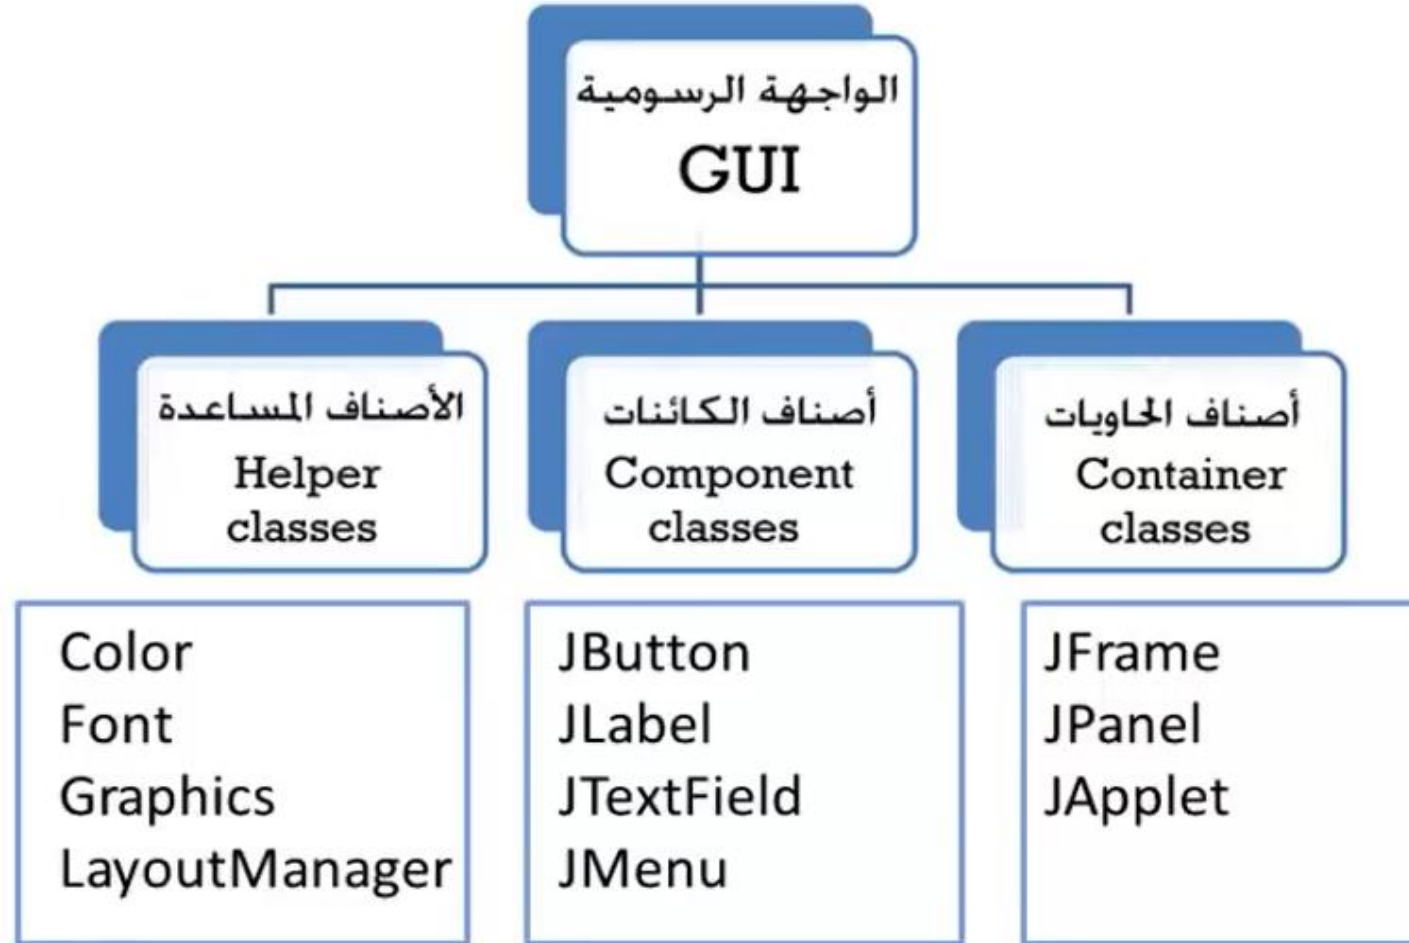 الواجهة الرسومية
GUI
الأصناف المساعدة
Helper
classes
أصناف الكائنات
Component
classes
أصناف الحاويات
Container
classes
Color
Font
Graphics
LayoutManager
JButton
JLabel
JTextField
JMenu
JFrame
JPanel
JApplet